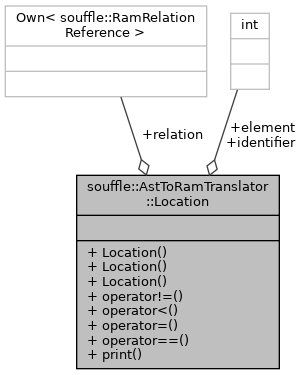 Own< souffle::RamRelation
Reference >
int
+relation
+element
+identifier
souffle::AstToRamTranslator
::Location
+ Location()
+ Location()
+ Location()
+ operator!=()
+ operator<()
+ operator=()
+ operator==()
+ print()